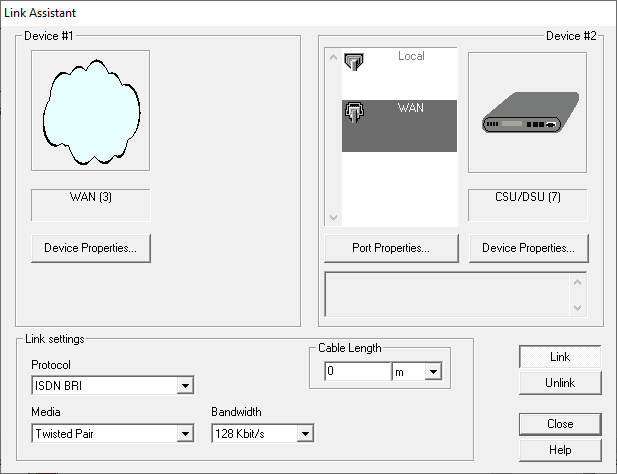 Link Assistant
Device #1
WAN (3)
Device Properties...
Device #2
Local
WAN
CSU/DSU (7)
Port Properties...
Device Properties...
Link settings
Protocol
ISDN BRI
Media
Twisted Pair
Bandwidth
128 Kbit/s
Cable Length
0
m
Link
Unlink
Close
Help